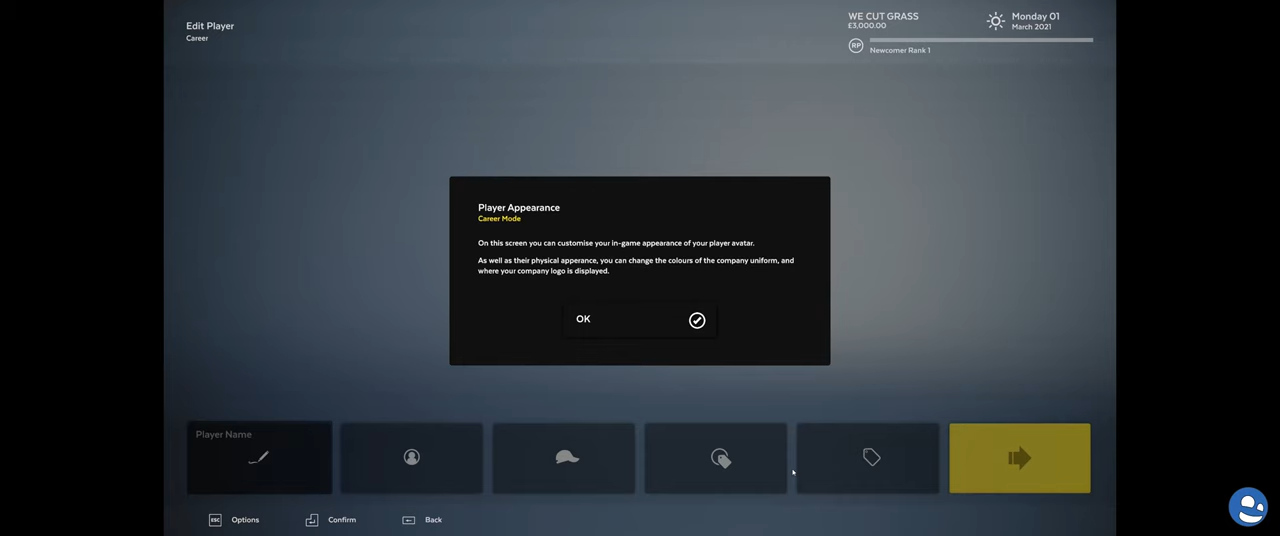 Edit Player
Career
WE CUT GRASS
£3,000.00
Monday 01
March 2021
RP
Newcomer Rank 1
Player Appearance
Career Mode
On this screen you can customise your in-game appearance of your player avatar.
As well as their physical apperance, you can change the colours of the company uniform, and
where your company logo is displayed.
OK
Player Name
ESC Options
Confirm
Back